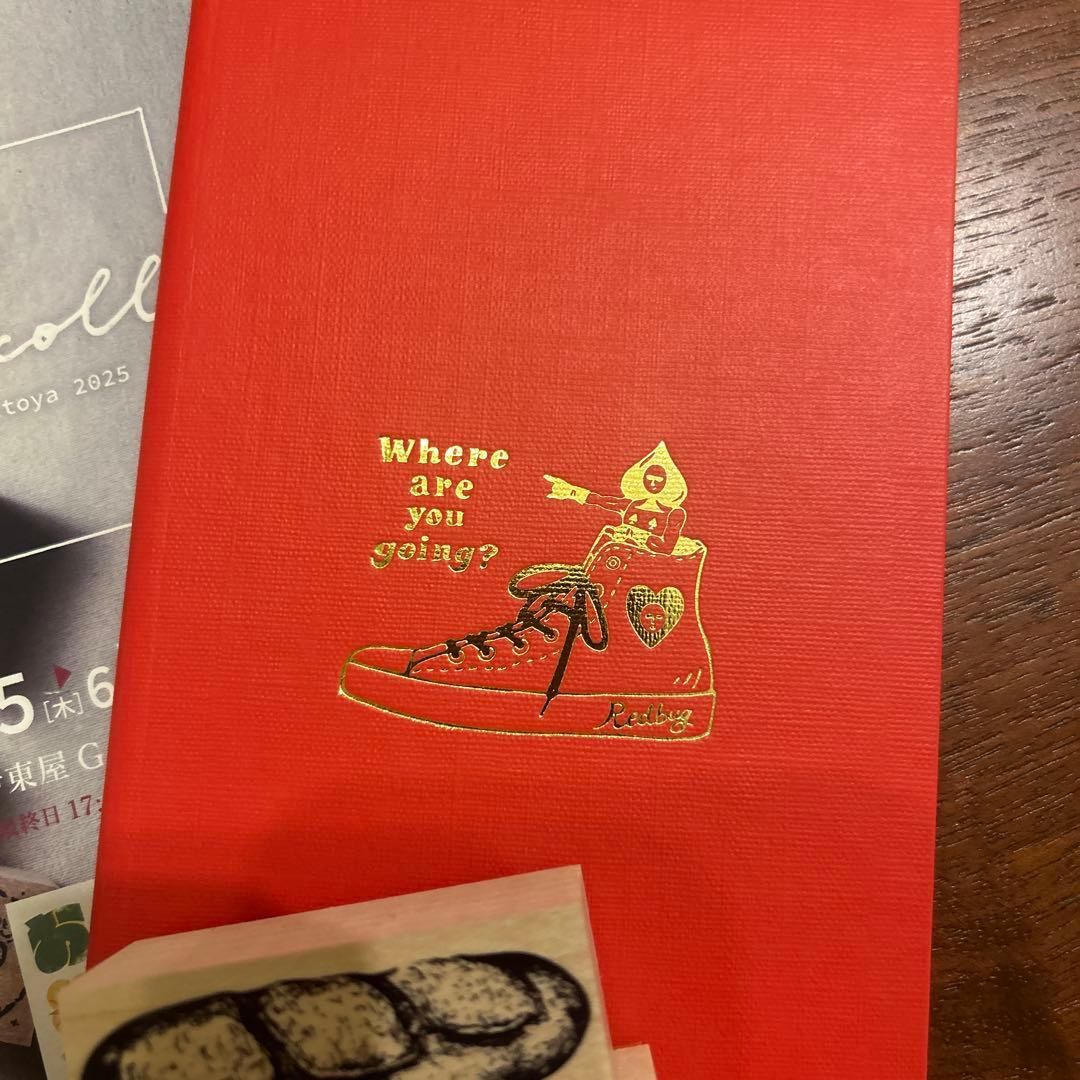 Where
are
you
going?
Redbug
coll
toya 2025
5 [木] 6
東屋 G
終日 17: